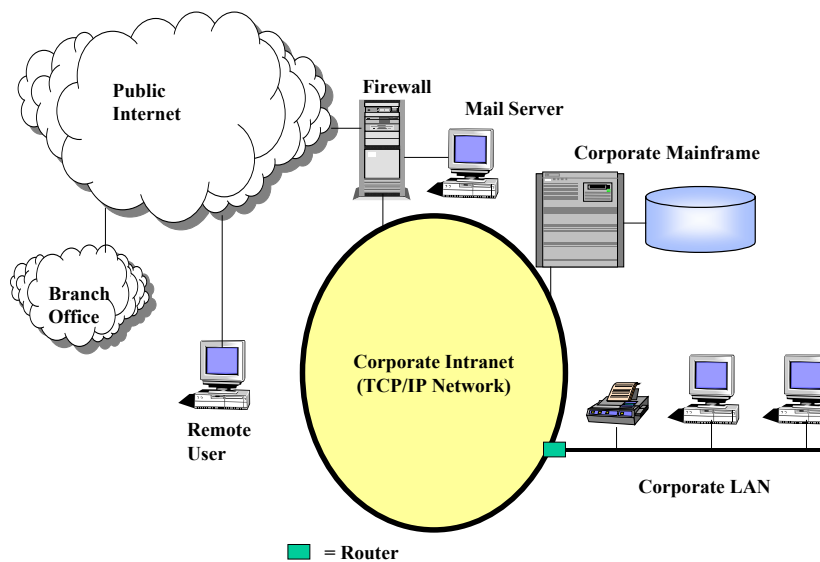 Public
Internet
Firewall
Mail Server
Corporate Mainframe
Branch
Office
Corporate Intranet
(TCP/IP Network)
Remote
User
Corporate LAN
= Router